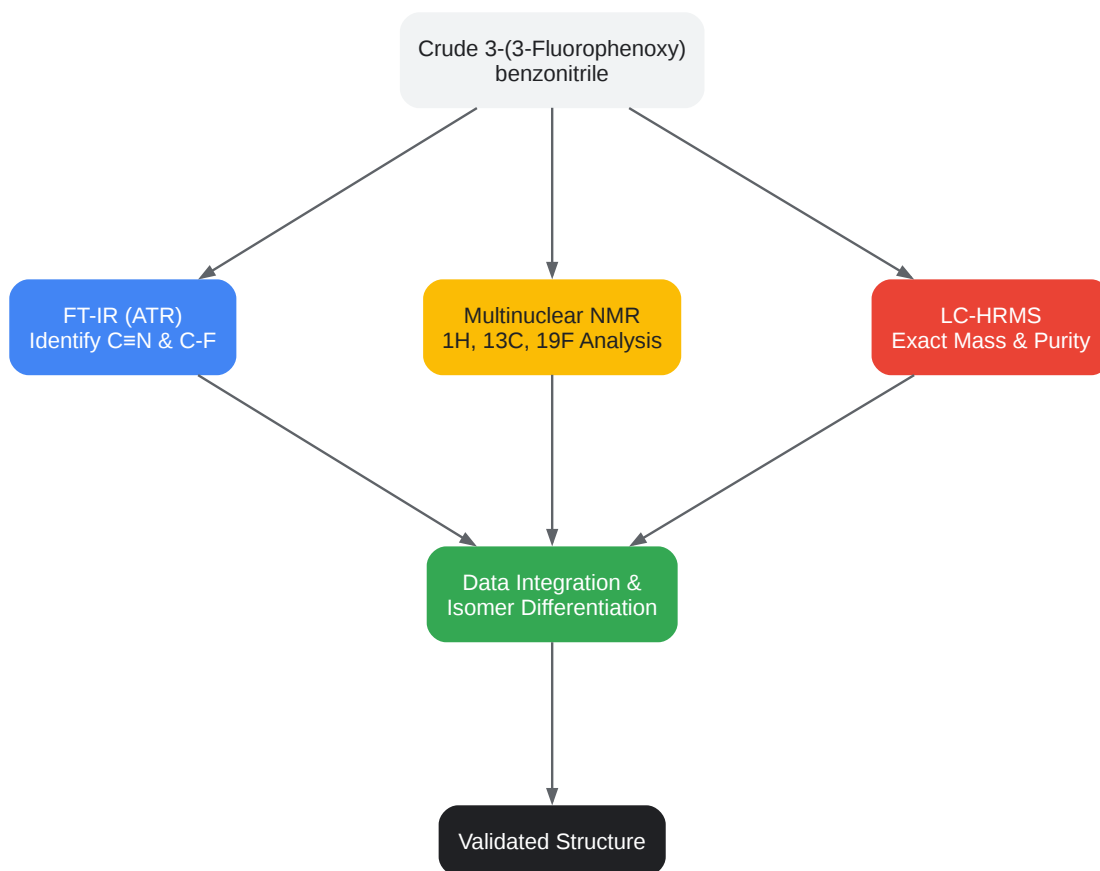 Crude 3-(3-Fluorophenoxy)
benzonitrile
FT-IR (ATR)
Identify C≡N & C-F
Multinuclear NMR
1H, 13C, 19F Analysis
LC-HRMS
Exact Mass & Purity
Data Integration &
Isomer Differentiation
Validated Structure